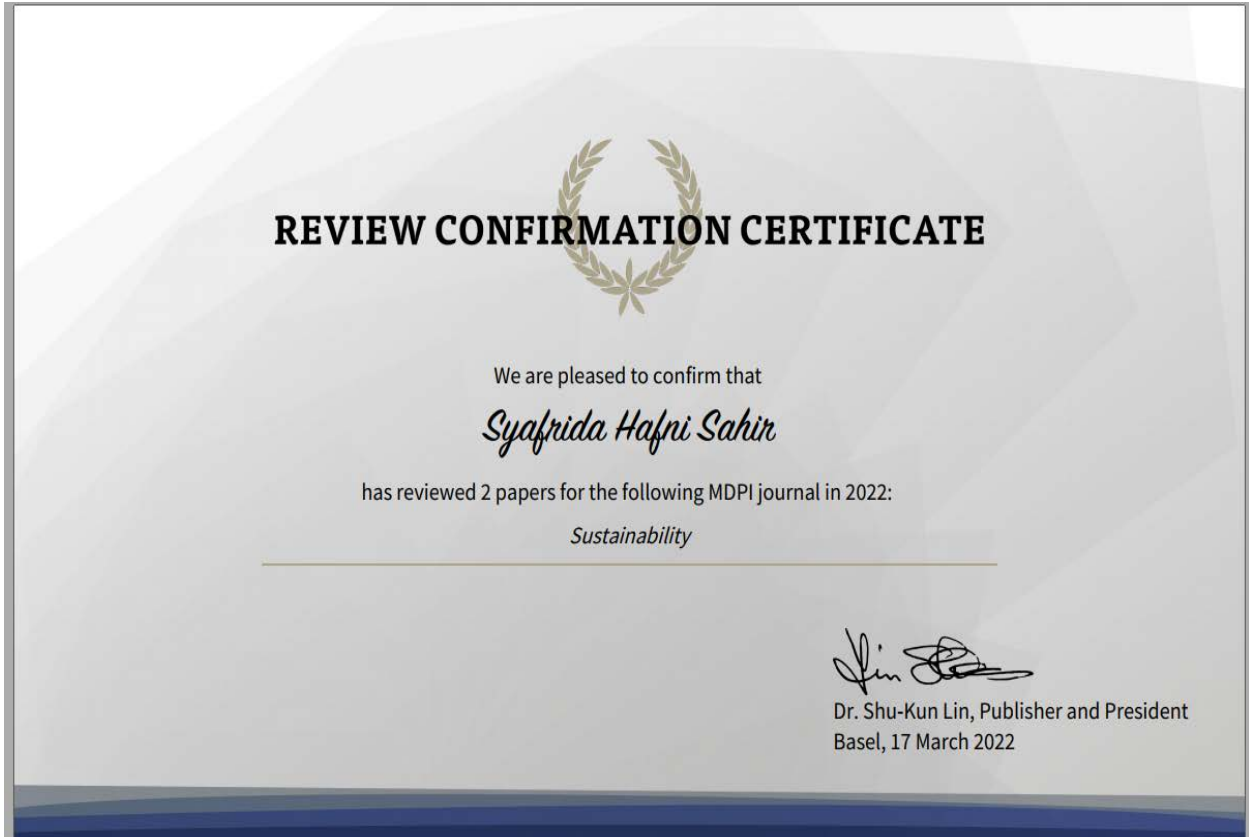 REVIEW CONFIRMATION CERTIFICATE
We are pleased to confirm that
Syafrida Hafni Sahir
has reviewed 2 papers for the following MDPI journal in 2022:
Sustainability
Dr. Shu-Kun Lin, Publisher and President
Basel, 17 March 2022